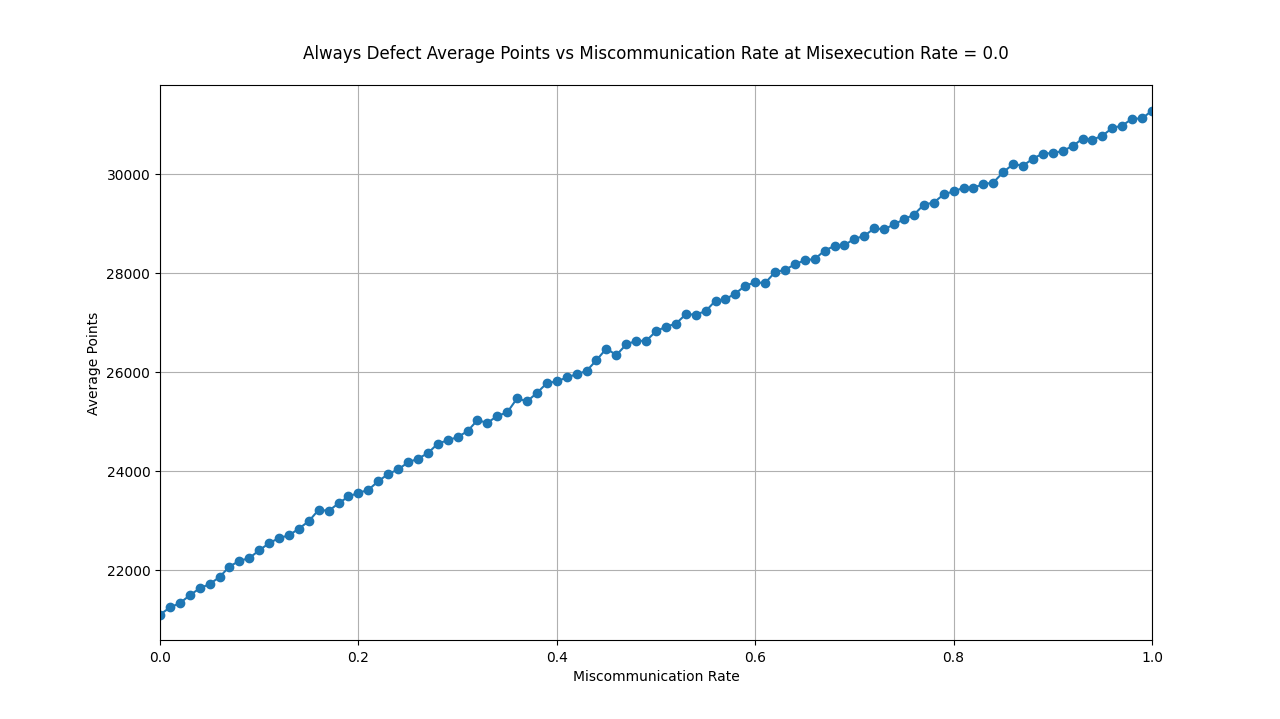 Always Defect Average Points vs Miscommunication Rate at Misexecution Rate = 0.0
30000
28000
26000
24000
22000
Average Points
0.0 0.2 0.4 0.6 0.8 1.0
Miscommunication Rate